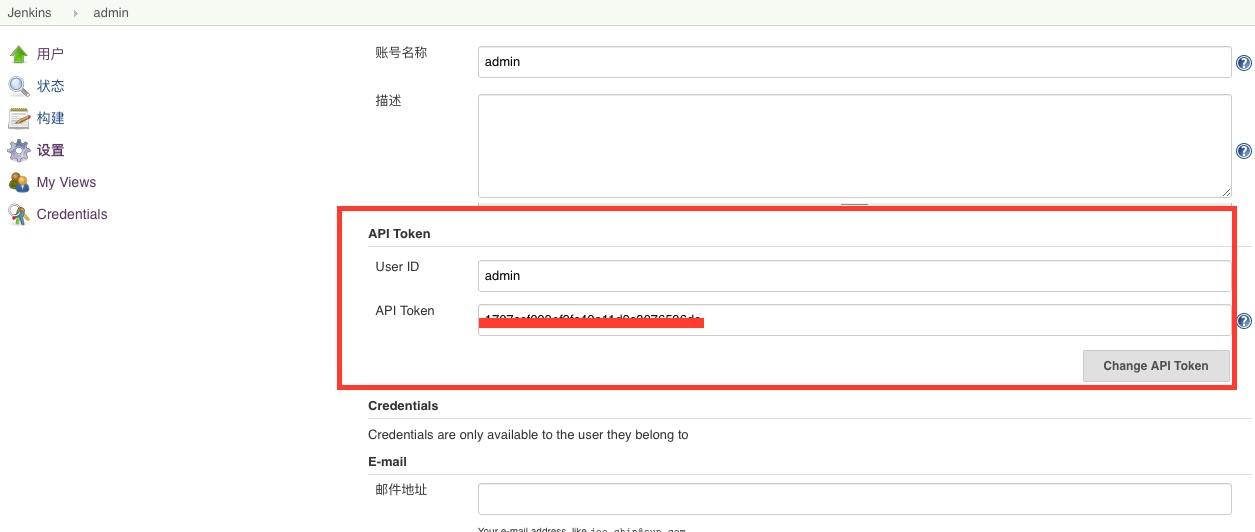 Jenkins admin
用户
状态
构建
设置
My Views
Credentials
账号名称
admin
描述
API Token
User ID
admin
API Token
Change API Token
Credentials
Credentials are only available to the user they belong to
E-mail
邮件地址
Your e-mail address, like